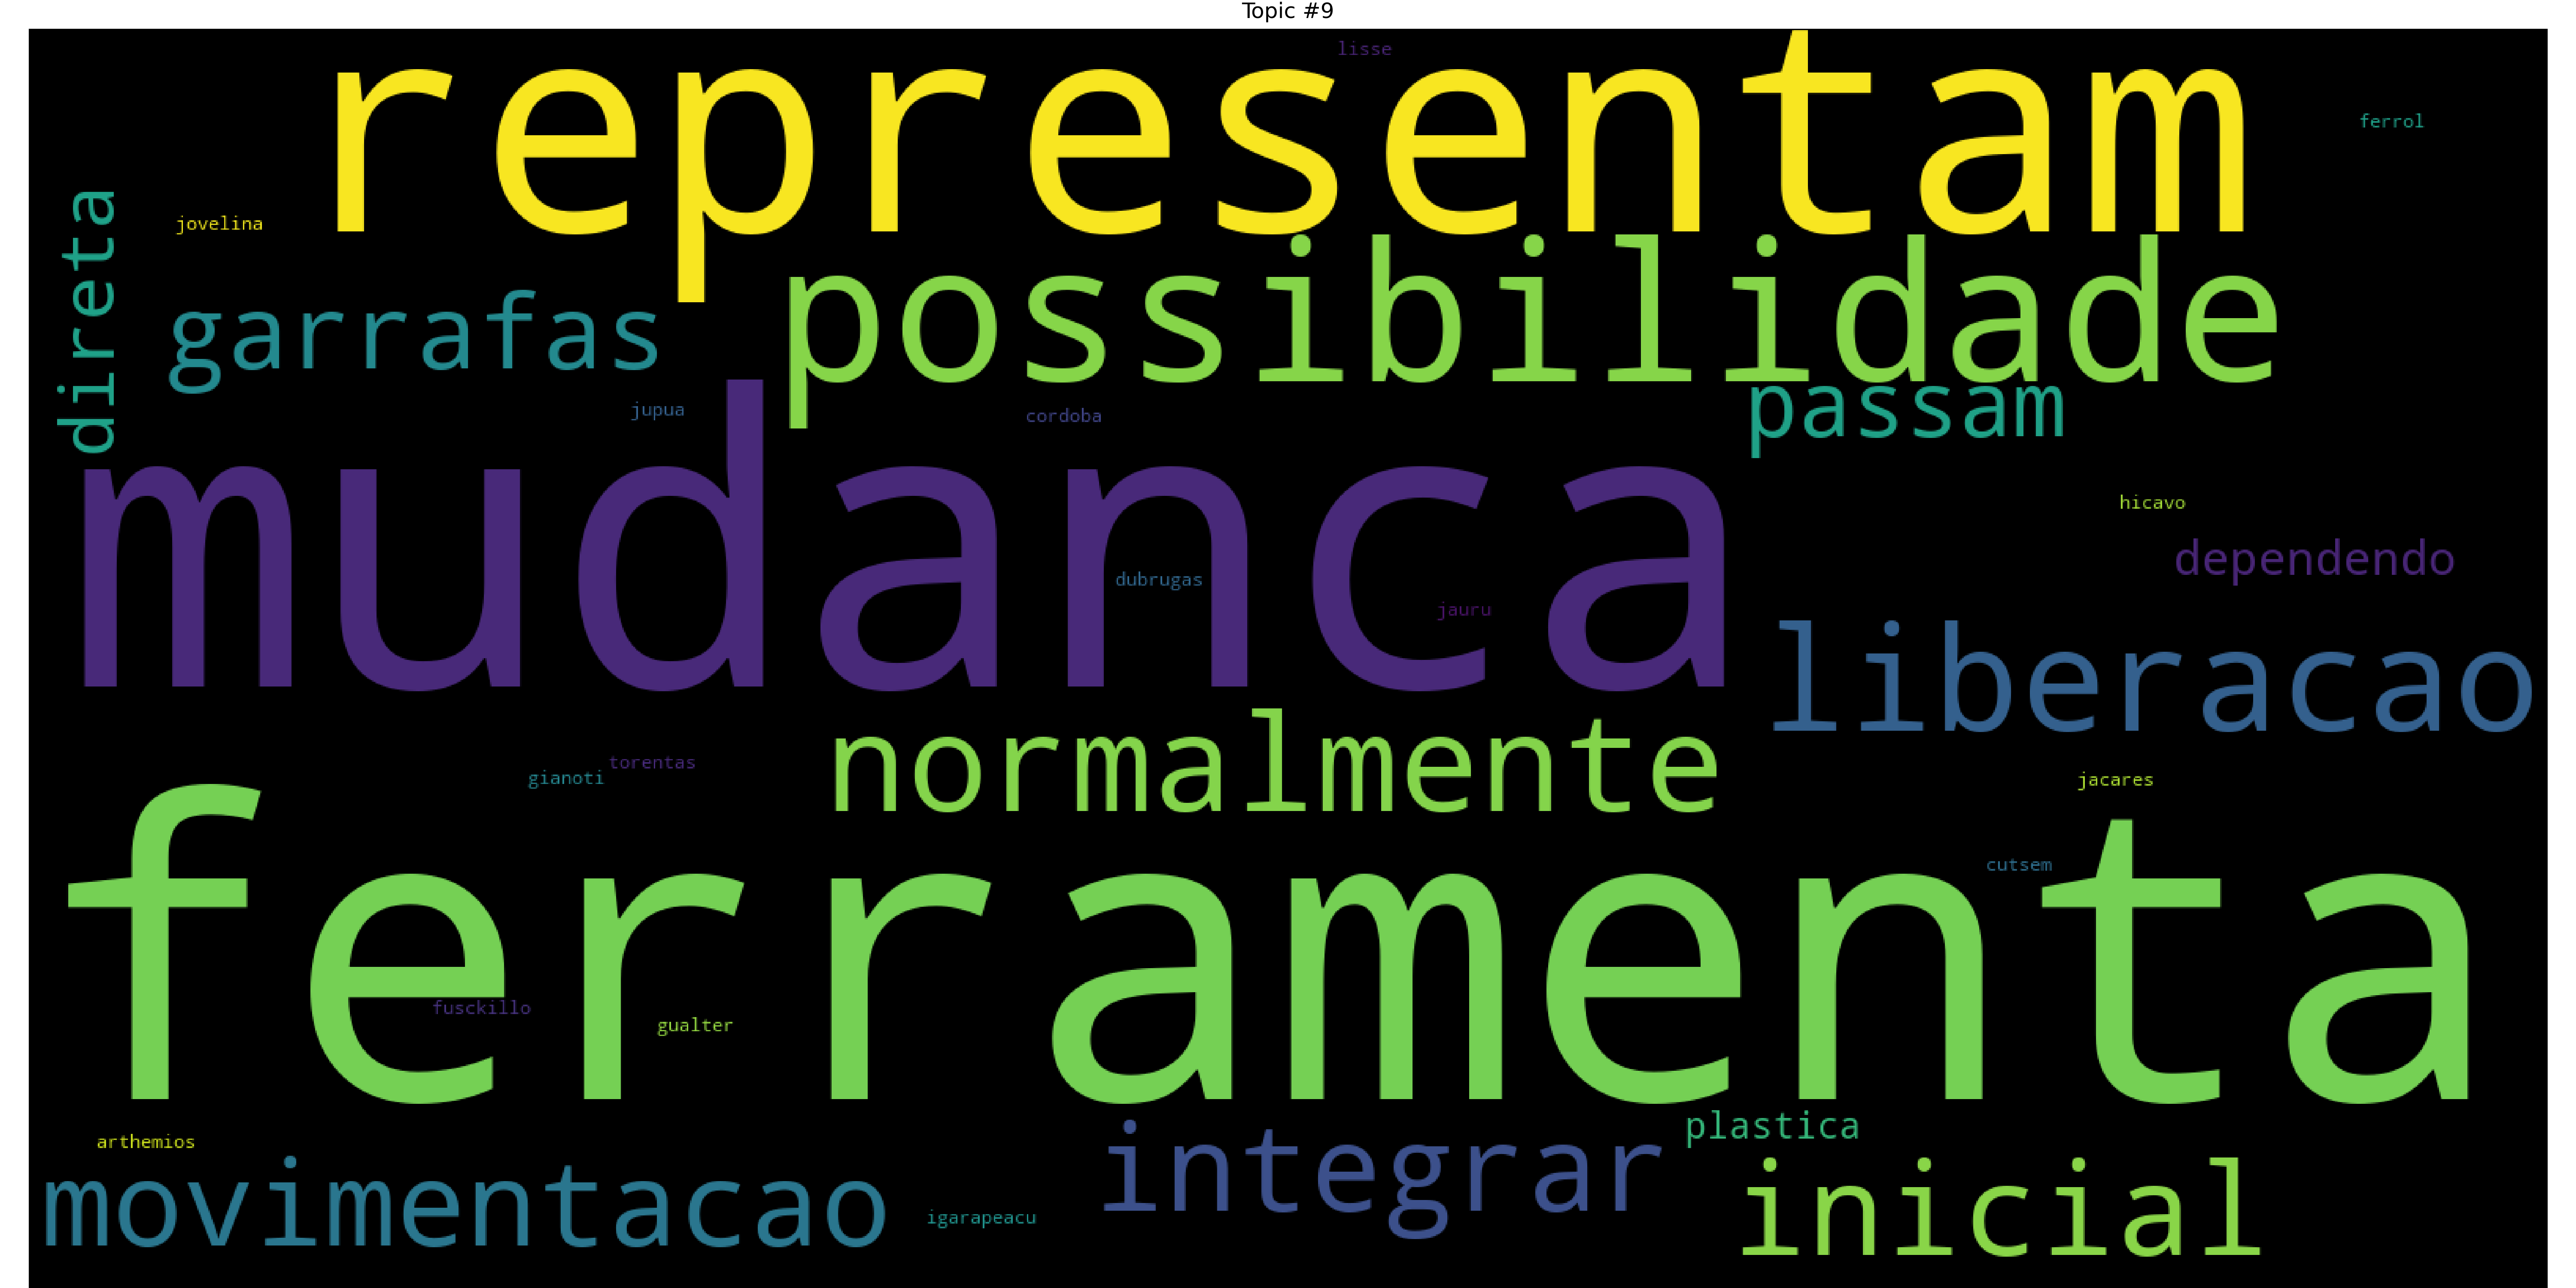 Topic #9
lisse
representam
ferrol
jovelina
direta
possibilidade
garrafas
passam
jupua
cordoba
mudanca
hicavo
dependendo
dubrugas
jauru
liberacao
normalmente
torentas
gianoti
jacares
ferramenta
cutsem
fusckillo
gualter
plastica
arthemios
integrar
movimentacao
inicial
igarapeacu